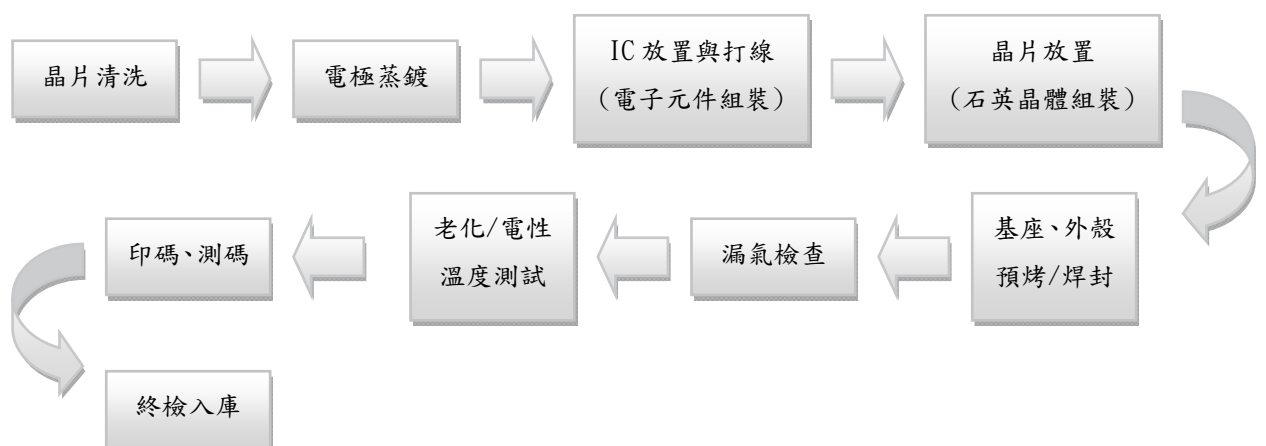 晶片清洗
電極蒸鍍
IC 放置與打線
(電子元件組裝)
晶片放置
(石英晶體組裝)
基座、外殼
預烤/焊封
漏氣檢查
老化/電性
溫度測試
印碼、測碼
終檢入庫